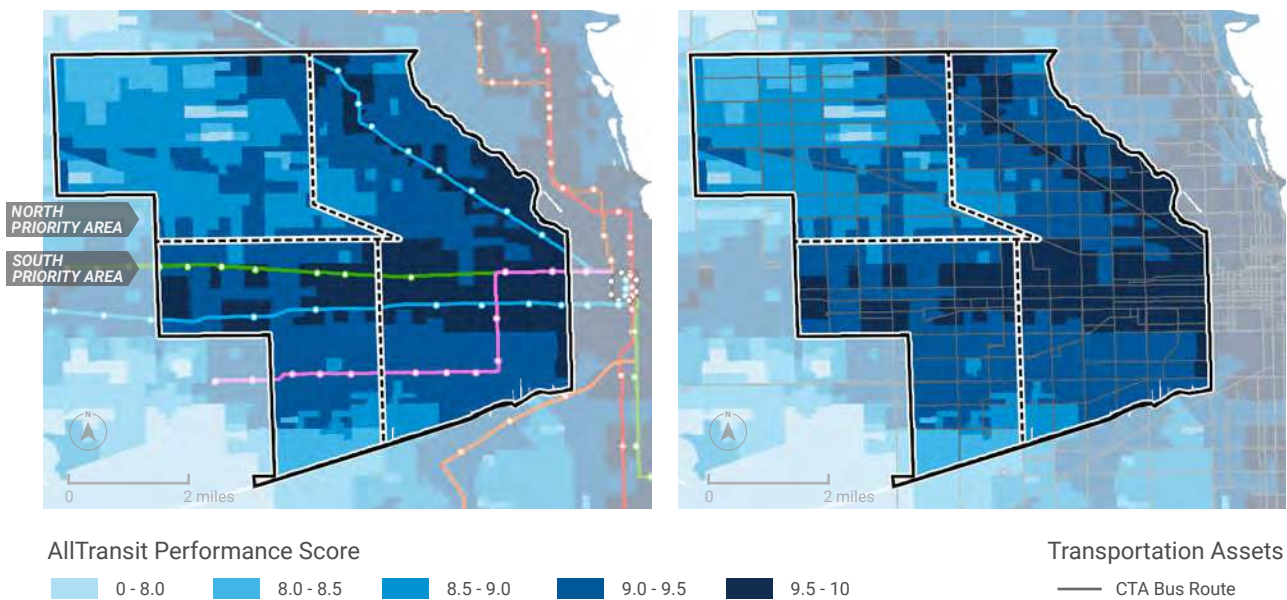 NORTH
PRIORITY AREA
SOUTH
PRIORITY AREA
N
0 2 miles
N
0 2 miles
AllTransit Performance Score
0 - 8.0 8.0 - 8.5 8.5 - 9.0 9.0 - 9.5 9.5 - 10
Transportation Assets
CTA Bus Route